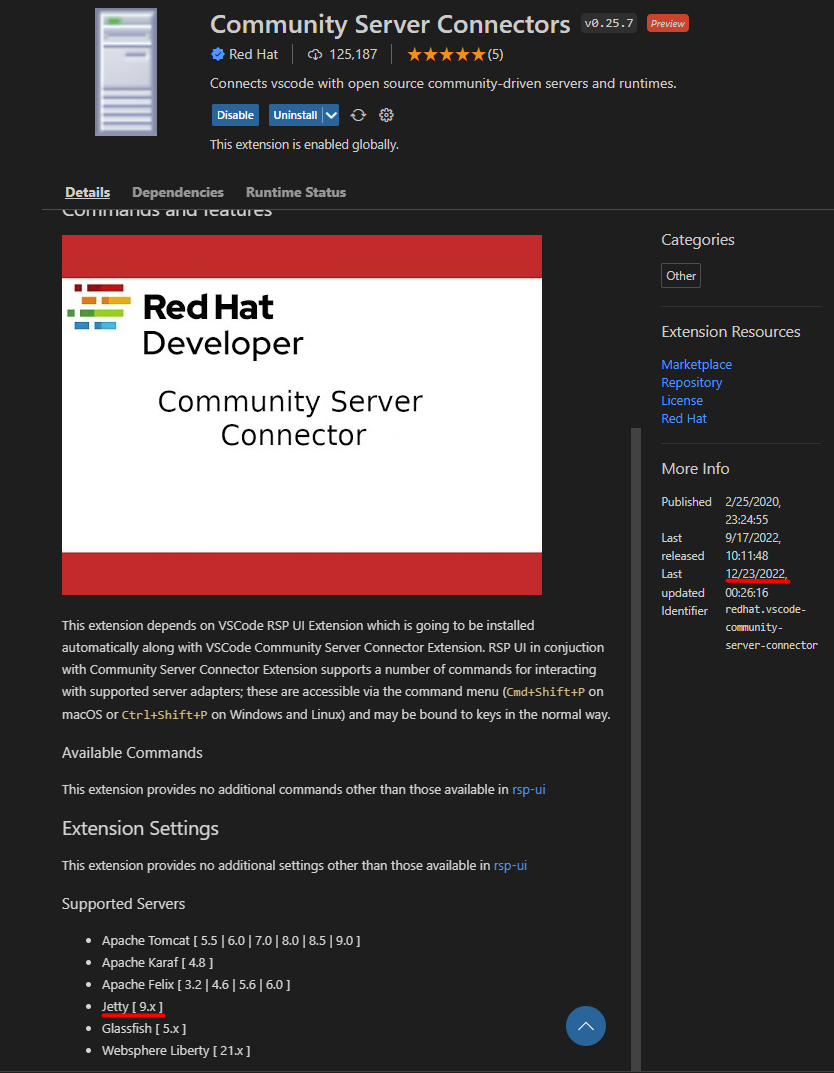 Community Server Connectors v0.25.7 Preview
Red Hat 125,187 (5)
Connects vscode with open source community-driven servers and runtimes.
Disable Uninstall
This extension is enabled globally.
Details Dependencies Runtime Status
Commands and features
Red Hat
Developer
Community Server
Connector
This extension depends on VSCode RSP UI Extension which is going to be installed
automatically along with VSCode Community Server Connector Extension. RSP UI in conjuction
with Community Server Connector Extension supports a number of commands for interacting
with supported server adapters; these are accessible via the command menu (Cmd+Shift+P on
macOS or Ctrl+Shift+P on Windows and Linux) and may be bound to keys in the normal way.
Available Commands
This extension provides no additional commands other than those available in rsp-ui
Extension Settings
This extension provides no additional settings other than those available in rsp-ui
Supported Servers
Apache Tomcat [ 5.5 | 6.0 | 7.0 | 8.0 | 8.5 | 9.0 ]
Apache Karaf [ 4.8 ]
Apache Felix [ 3.2 | 4.6 | 5.6 | 6.0 ]
Jetty [ 9.x ]
Glassfish [ 5.x ]
Websphere Liberty [ 21.x ]
Categories
Other
Extension Resources
Marketplace
Repository
License
Red Hat
More Info
Published 2/25/2020,
23:24:55
Last 9/17/2022,
released 10:11:48
Last 12/23/2022,
updated 00:26:16
Identifier redhat.vscode-
community-
server-connector